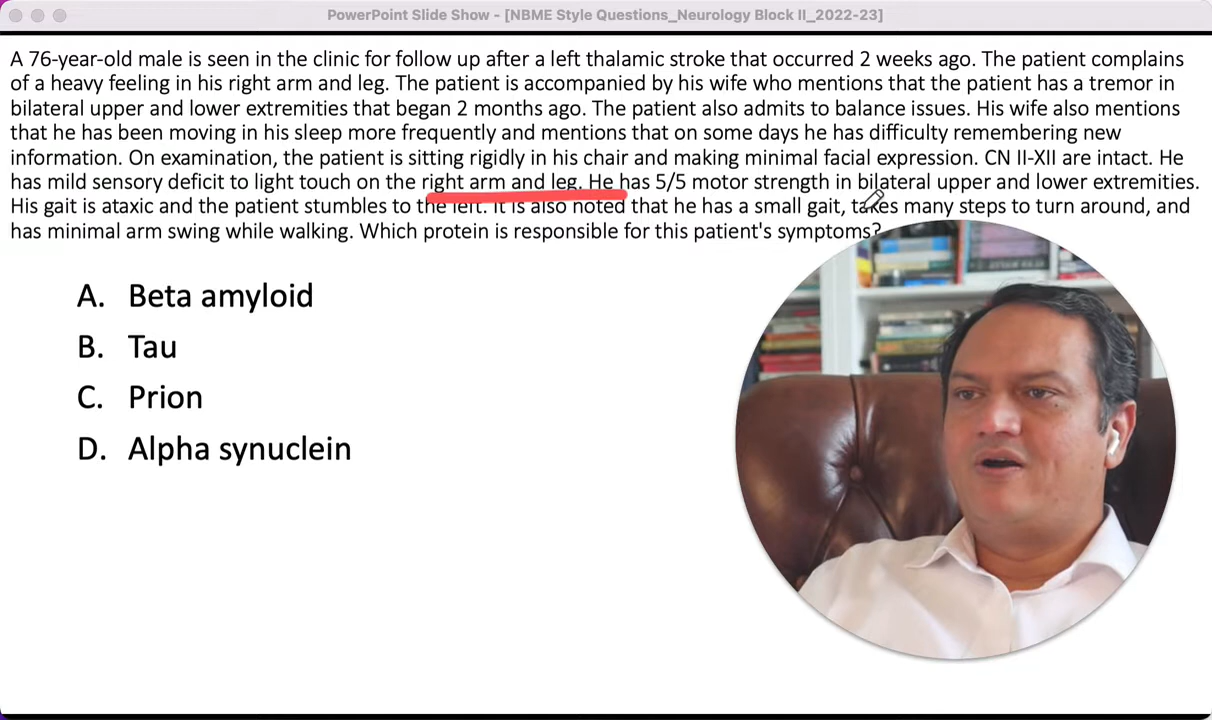 PowerPoint Slide Show - [NBME Style Questions_Neurology Block II_2022-23]
A 76-year-old male is seen in the clinic for follow up after a left thalamic stroke that occurred 2 weeks ago. The patient complains
of a heavy feeling in his right arm and leg. The patient is accompanied by his wife who mentions that the patient has a tremor in
bilateral upper and lower extremities that began 2 months ago. The patient also admits to balance issues. His wife also mentions
that he has been moving in his sleep more frequently and mentions that on some days he has difficulty remembering new
information. On examination, the patient is sitting rigidly in his chair and making minimal facial expression. CN II-XII are intact. He
has mild sensory deficit to light touch on the right arm and leg. He has 5/5 motor strength in bilateral upper and lower extremities.
His gait is ataxic and the patient stumbles to the left. It is also noted that he has a small gait, takes many steps to turn around, and
has minimal arm swing while walking. Which protein is responsible for this patient's symptoms?
A. Beta amyloid
B. Tau
C. Prion
D. Alpha synuclein